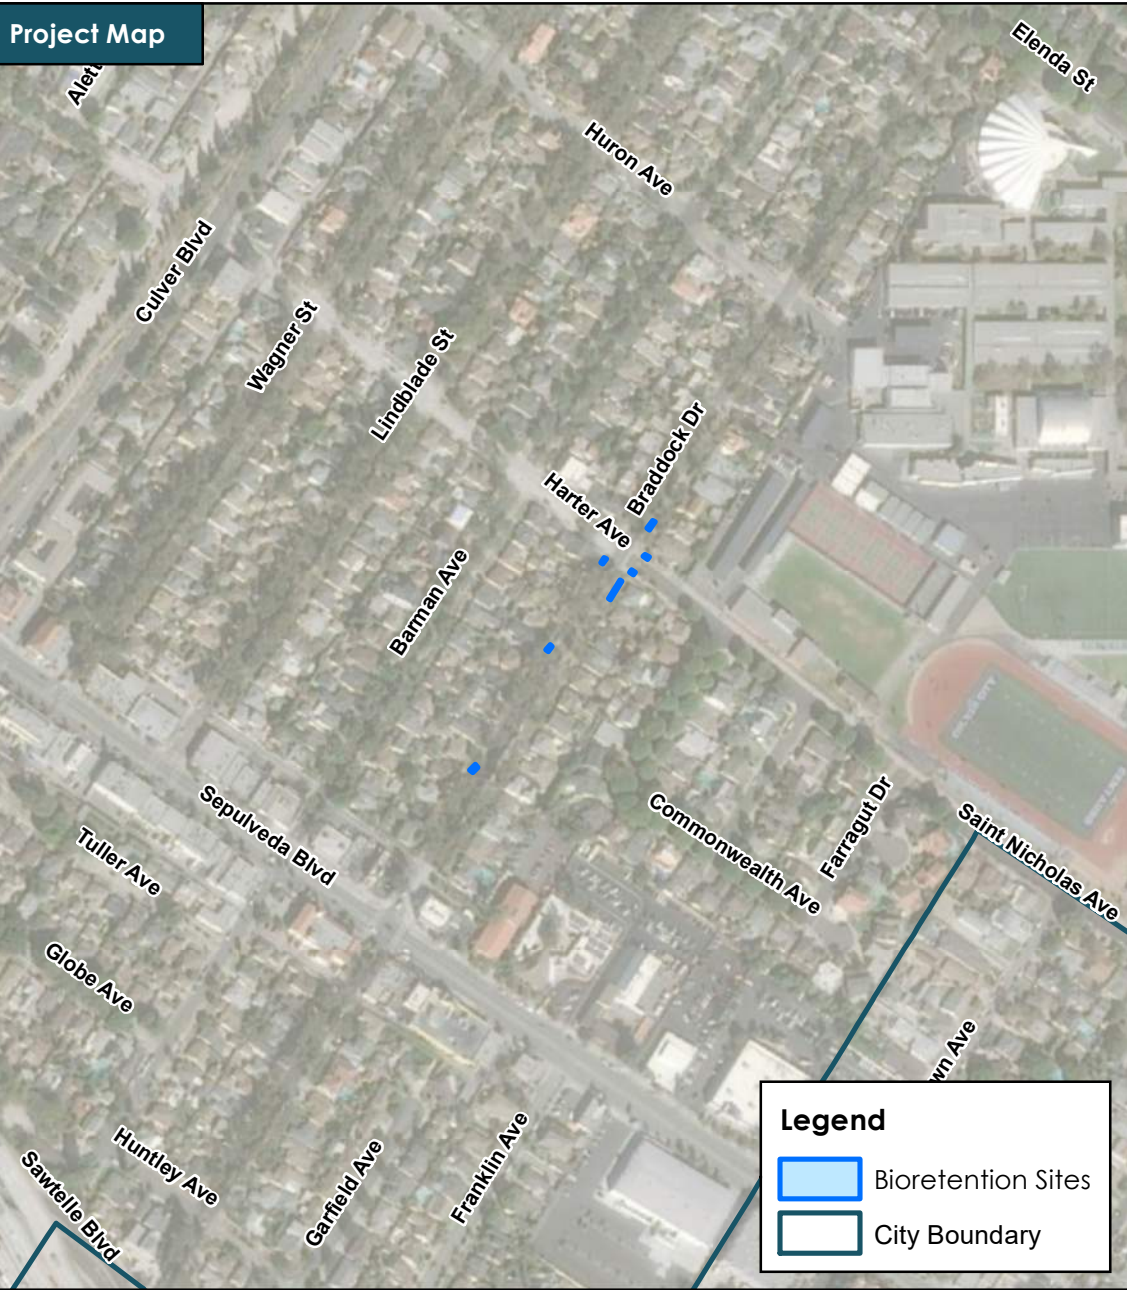 Project Map
Elenda St
Huron Ave
Culver Blvd
Wagner St
Lindblade St
Braddock Dr
Harter Ave
Barman Ave
Sepulveda Blvd
Commonwealth Ave
Farragut Dr
Saint Nicholas Ave
Tuller Ave
Globe Ave
Huntley Ave
Sawtelle Blvd
Garfield Ave
Franklin Ave
wn Ave
Legend
Bioretention Sites
City Boundary